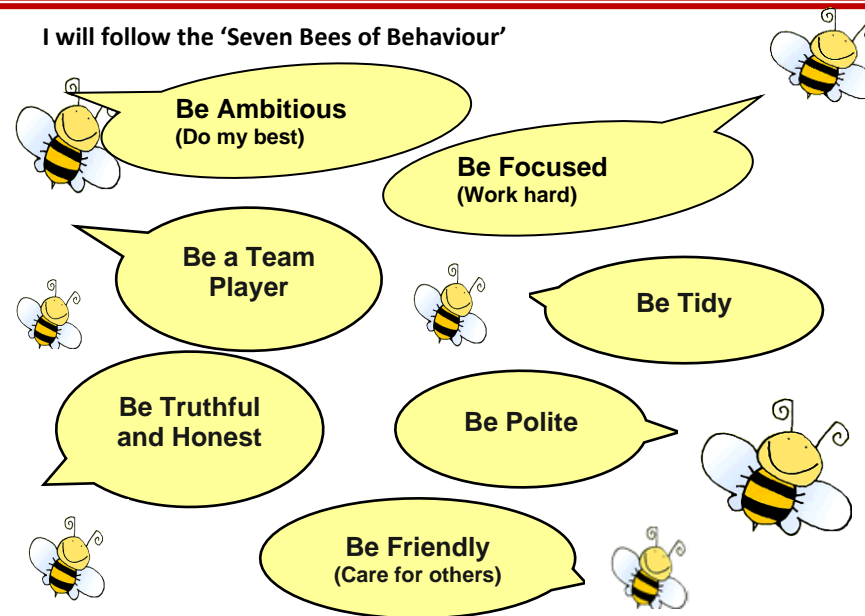 I will follow the ‘Seven Bees of Behaviour’
Be Ambitious
(Do my best)
Be Focused
(Work hard)
Be a Team
Player
Be Tidy
Be Truthful
and Honest
Be Polite
Be Friendly
(Care for others)